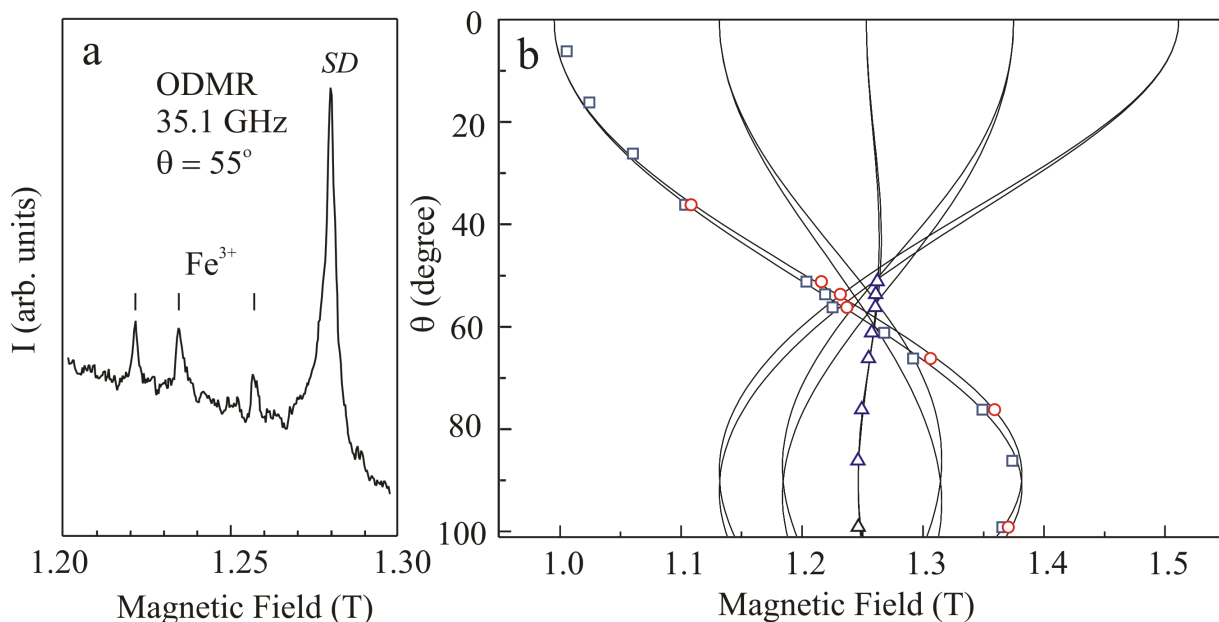 a
SD
ODMR
35.1 GHz
θ = 55°
Fe³⁺
I (arb. units)
1.20 1.25 1.30
Magnetic Field (T)
b
0
20
40
60
80
100
θ (degree)
1.0 1.1 1.2 1.3 1.4 1.5
Magnetic Field (T)